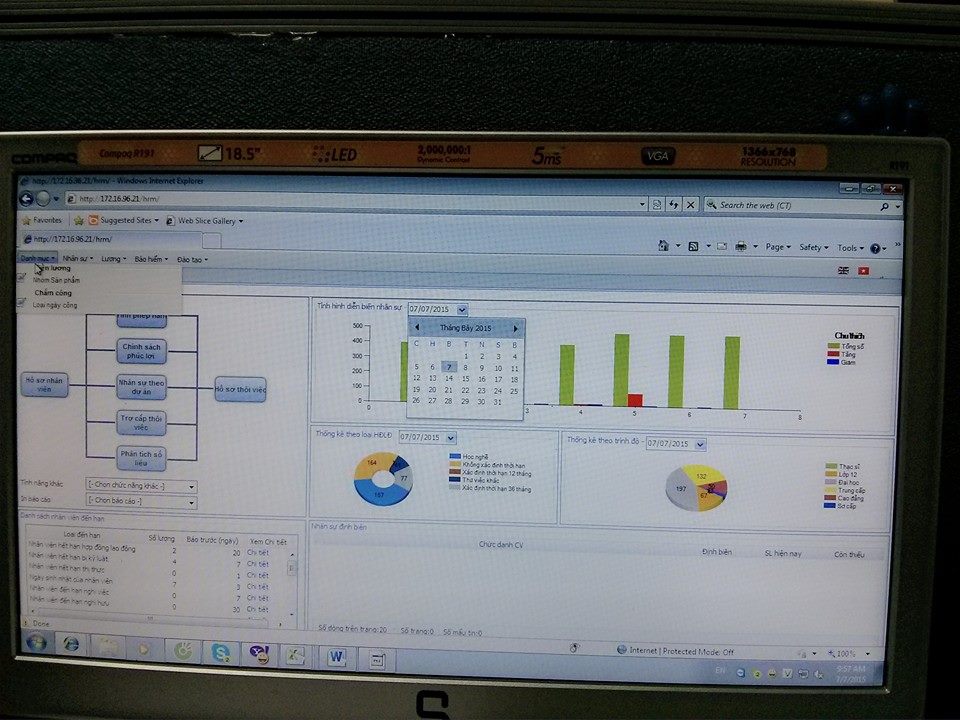 COMPAQ Compaq R191 18.5" LED 2,000,000:1 5ms VGA 1366x768
Dynamic Contrast RESOLUTION R191
http://172.16.96.21/hrm/ - Windows Internet Explorer
http://172.16.96.21/hrm/ Search the web (CT)
Favorites Suggested Sites Web Slice Gallery
http://172.16.96.21/hrm/ Page Safety Tools
Danh mục Nhân sự Lương Bảo hiểm Đào tạo
lương
Nhóm Sản phẩm
Chấm công
Loại ngày công
Chính sách phúc lợi
Hồ sơ nhân viên
Nhân sự theo dự án
Hồ sơ thôi việc
Trợ cấp thôi việc
Phân tích số liệu
Tính năng khác [- Chọn chức năng khác -]
In báo cáo [- Chọn báo cáo -]
Tình hình diễn biến nhân sự 07/07/2015
Tháng Bảy 2015
C H B T N S B
1 2 3 4
5 6 7 8 9 10 11
12 13 14 15 16 17 18
19 20 21 22 23 24 25
26 27 28 29 30 31
500
400
300
200
100
0
0 3 4 5 6 7 8
Chú thích
Tổng số
Tăng
Giảm
Thống kê theo loại HĐLĐ 07/07/2015
164
77
167
Học nghề
Không xác định thời hạn
Xác định thời hạn 12 tháng
Thử việc khác
Xác định thời hạn 36 tháng
Thống kê theo trình độ - 07/07/2015
132
197
67
Thạc sĩ
Lớp 12
Đại học
Trung cấp
Cao đẳng
Sơ cấp
Danh sách nhân viên đến hạn
Loại đến hạn Số lượng Báo trước (ngày) Xem Chi tiết
Nhân viên hết hạn hợp đồng lao động 2 20 Chi tiết
Nhân viên hết hạn bị kỷ luật 4 7 Chi tiết
Nhân viên hết hạn thị thực 0 1 Chi tiết
Ngày sinh nhật của nhân viên 7 3 Chi tiết
Nhân viên đến hạn nghỉ việc 0 7 Chi tiết
Nhân viên đến hạn nghỉ hưu 0 30 Chi tiết
Nhân sự định biên
Chức danh CV Định biên SL hiện nay Còn thiếu
Số dòng trên trang:20 Số trang:0 Số mẩu tin:0
Done
Internet | Protected Mode: Off 100%
EN 9:57 AM
7/7/2015